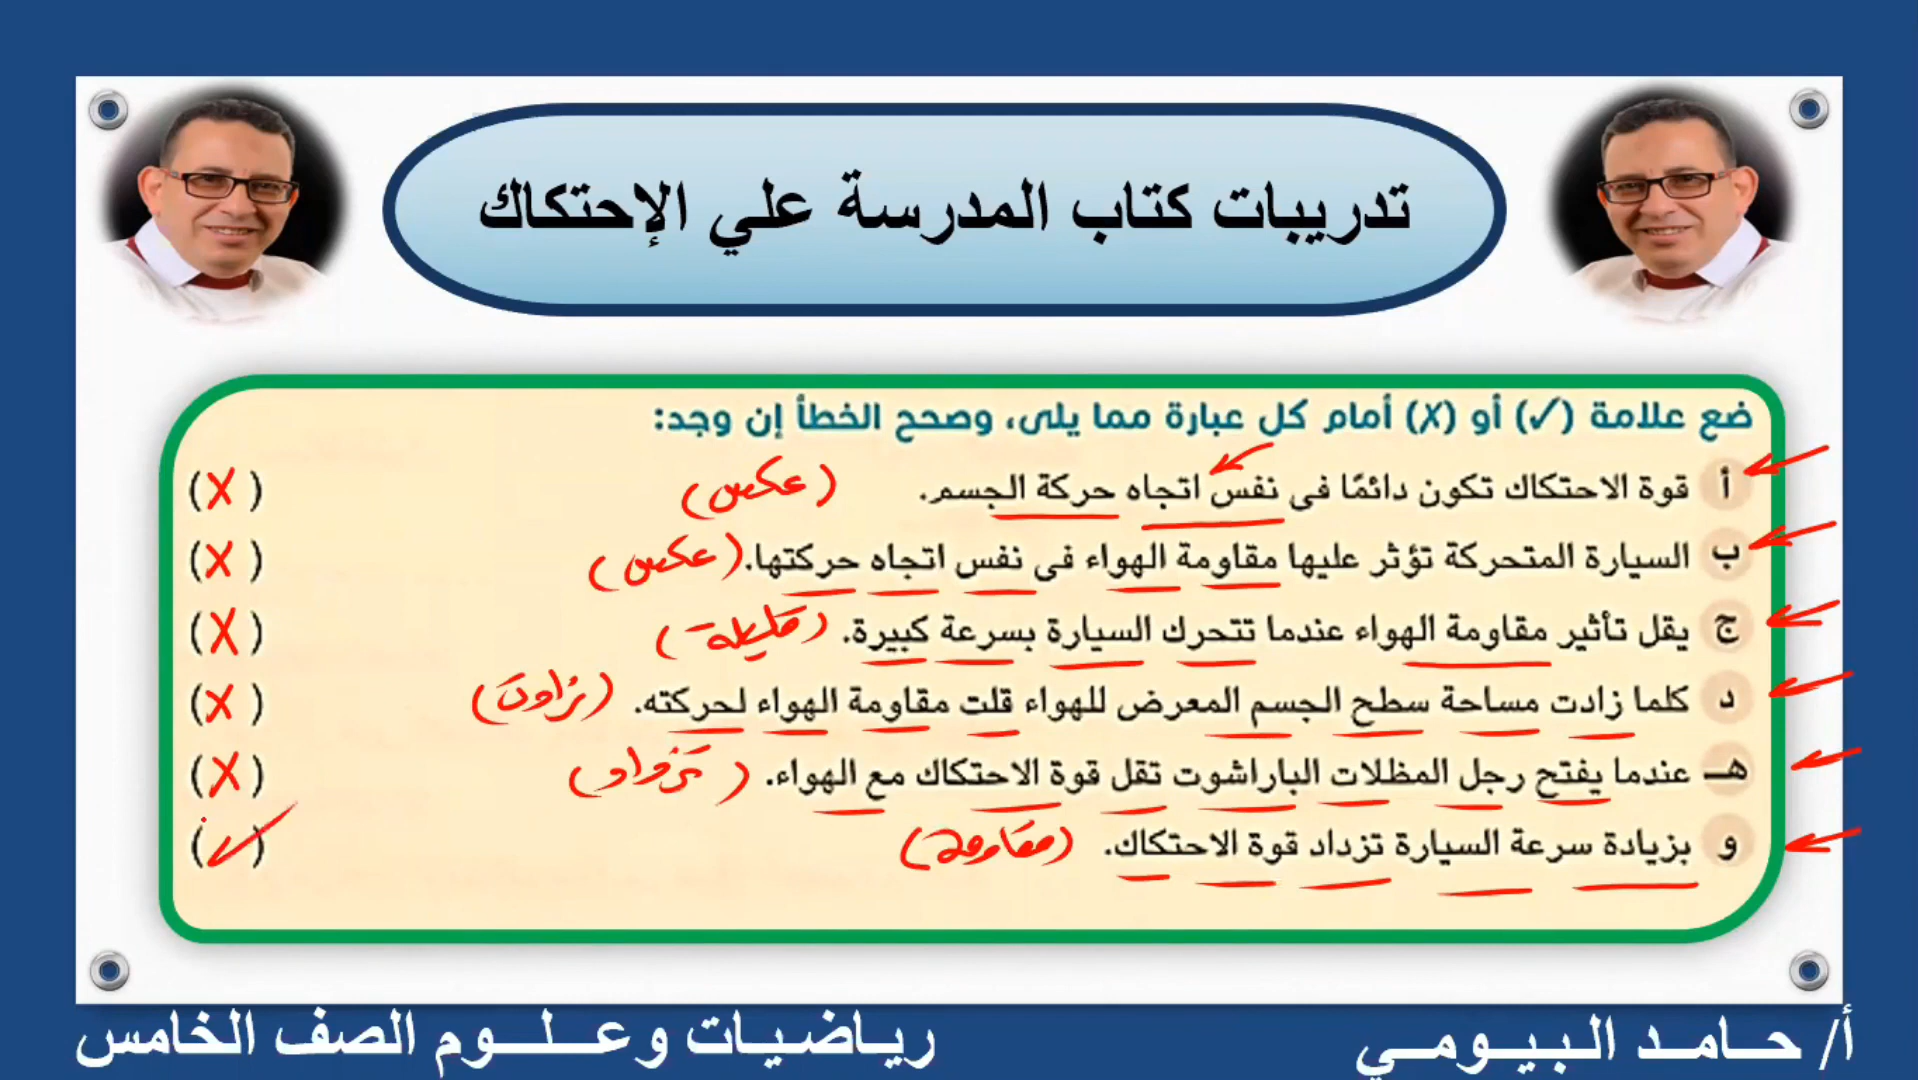 تدريبات كتاب المدرسة علي الإحتكاك
ضع علامة (✓) أو (X) أمام كل عبارة مما يلى، وصحح الخطأ إن وجد:
أ قوة الاحتكاك تكون دائمًا فى نفس اتجاه حركة الجسم. (عكس) (X)
ب السيارة المتحركة تؤثر عليها مقاومة الهواء فى نفس اتجاه حركتها. (عكس) (X)
ج يقل تأثير مقاومة الهواء عندما تتحرك السيارة بسرعة كبيرة. (قليلة) (X)
د كلما زادت مساحة سطح الجسم المعرض للهواء قلت مقاومة الهواء لحركته. (X)
هـ عندما يفتح رجل المظلات الباراشوت تقل قوة الاحتكاك مع الهواء. (تزداد) (X)
و بزيادة سرعة السيارة تزداد قوة الاحتكاك. (مقاومة) (✓)
أ/ حامد البيومي
رياضيات وعلوم الصف الخامس